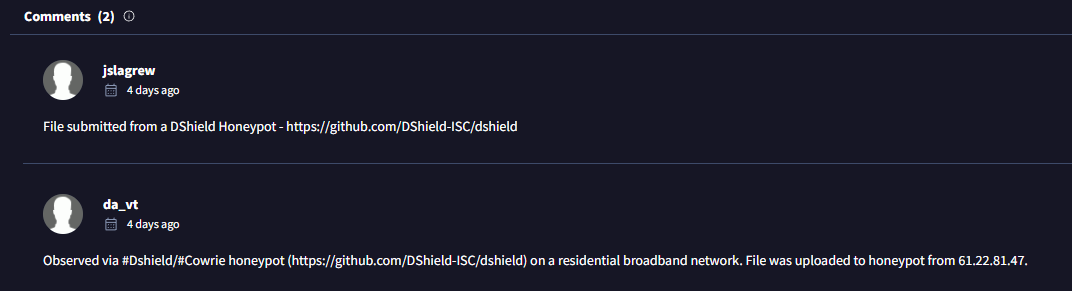 Comments (2)
jslagrew
4 days ago
File submitted from a DShield Honeypot - https://github.com/DShield-ISC/dshield
da_vt
4 days ago
Observed via #Dshield/#Cowrie honeypot (https://github.com/DShield-ISC/dshield) on a residential broadband network. File was uploaded to honeypot from 61.22.81.47.